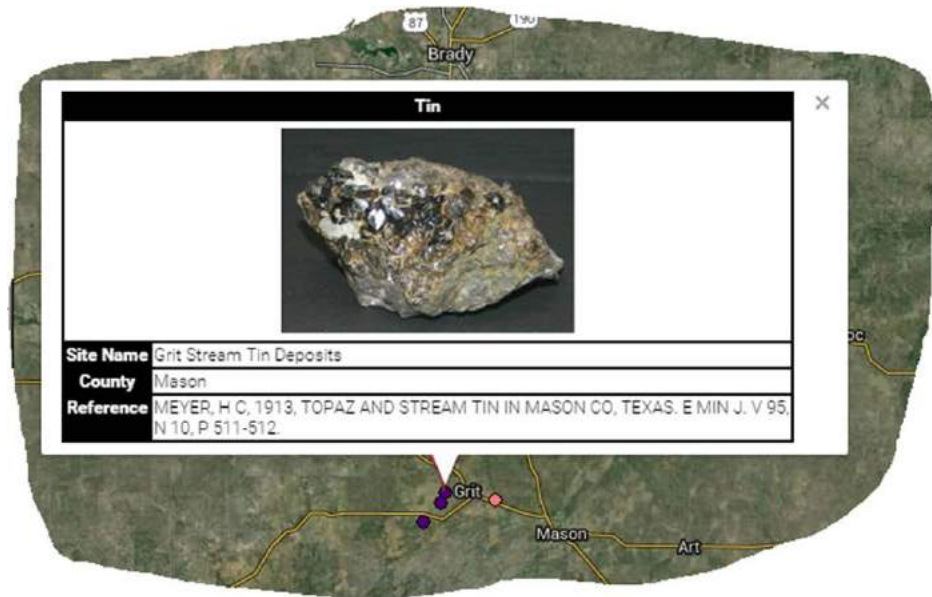 87
190
Brady
Tin
×
Site Name Grit Stream Tin Deposits
County Mason
Reference MEYER, H C, 1913, TOPAZ AND STREAM TIN IN MASON CO, TEXAS. E MIN J. V 95,
N 10, P 511-512.
oc
Grit
Mason
Art